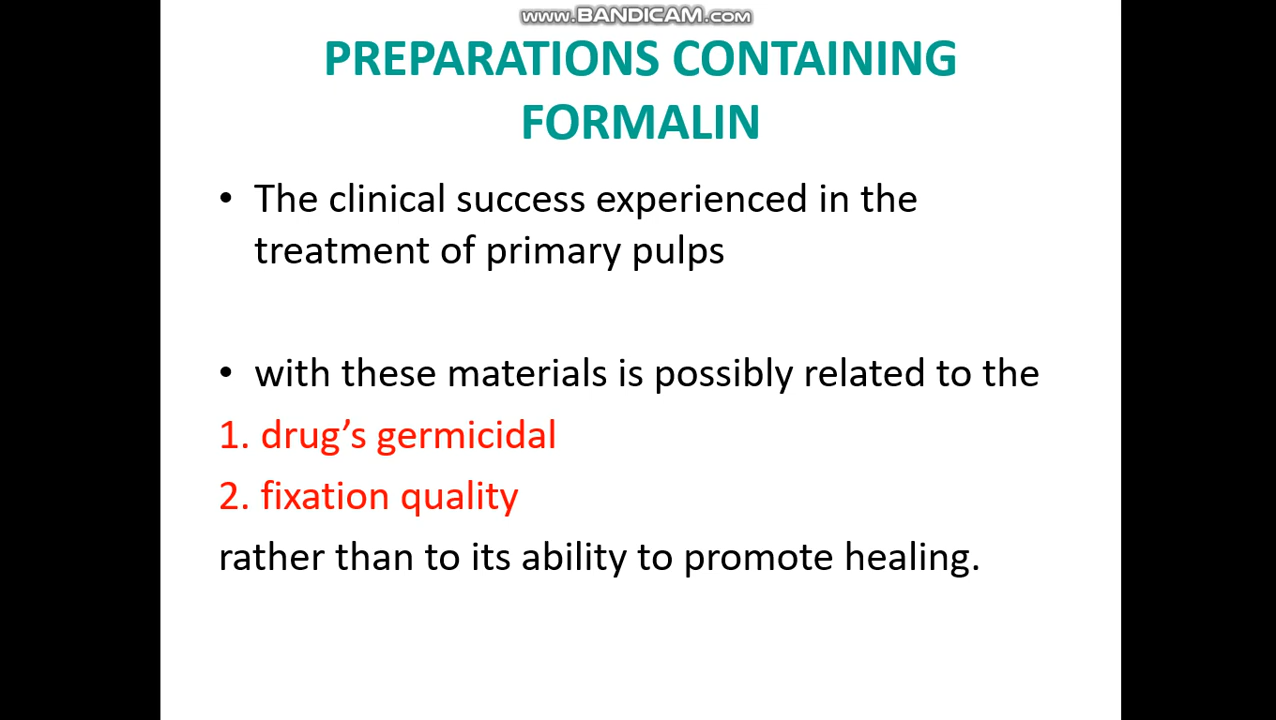 www.BANDICAM.com
PREPARATIONS CONTAINING
FORMALIN
• The clinical success experienced in the
treatment of primary pulps
• with these materials is possibly related to the
1. drug’s germicidal
2. fixation quality
rather than to its ability to promote healing.